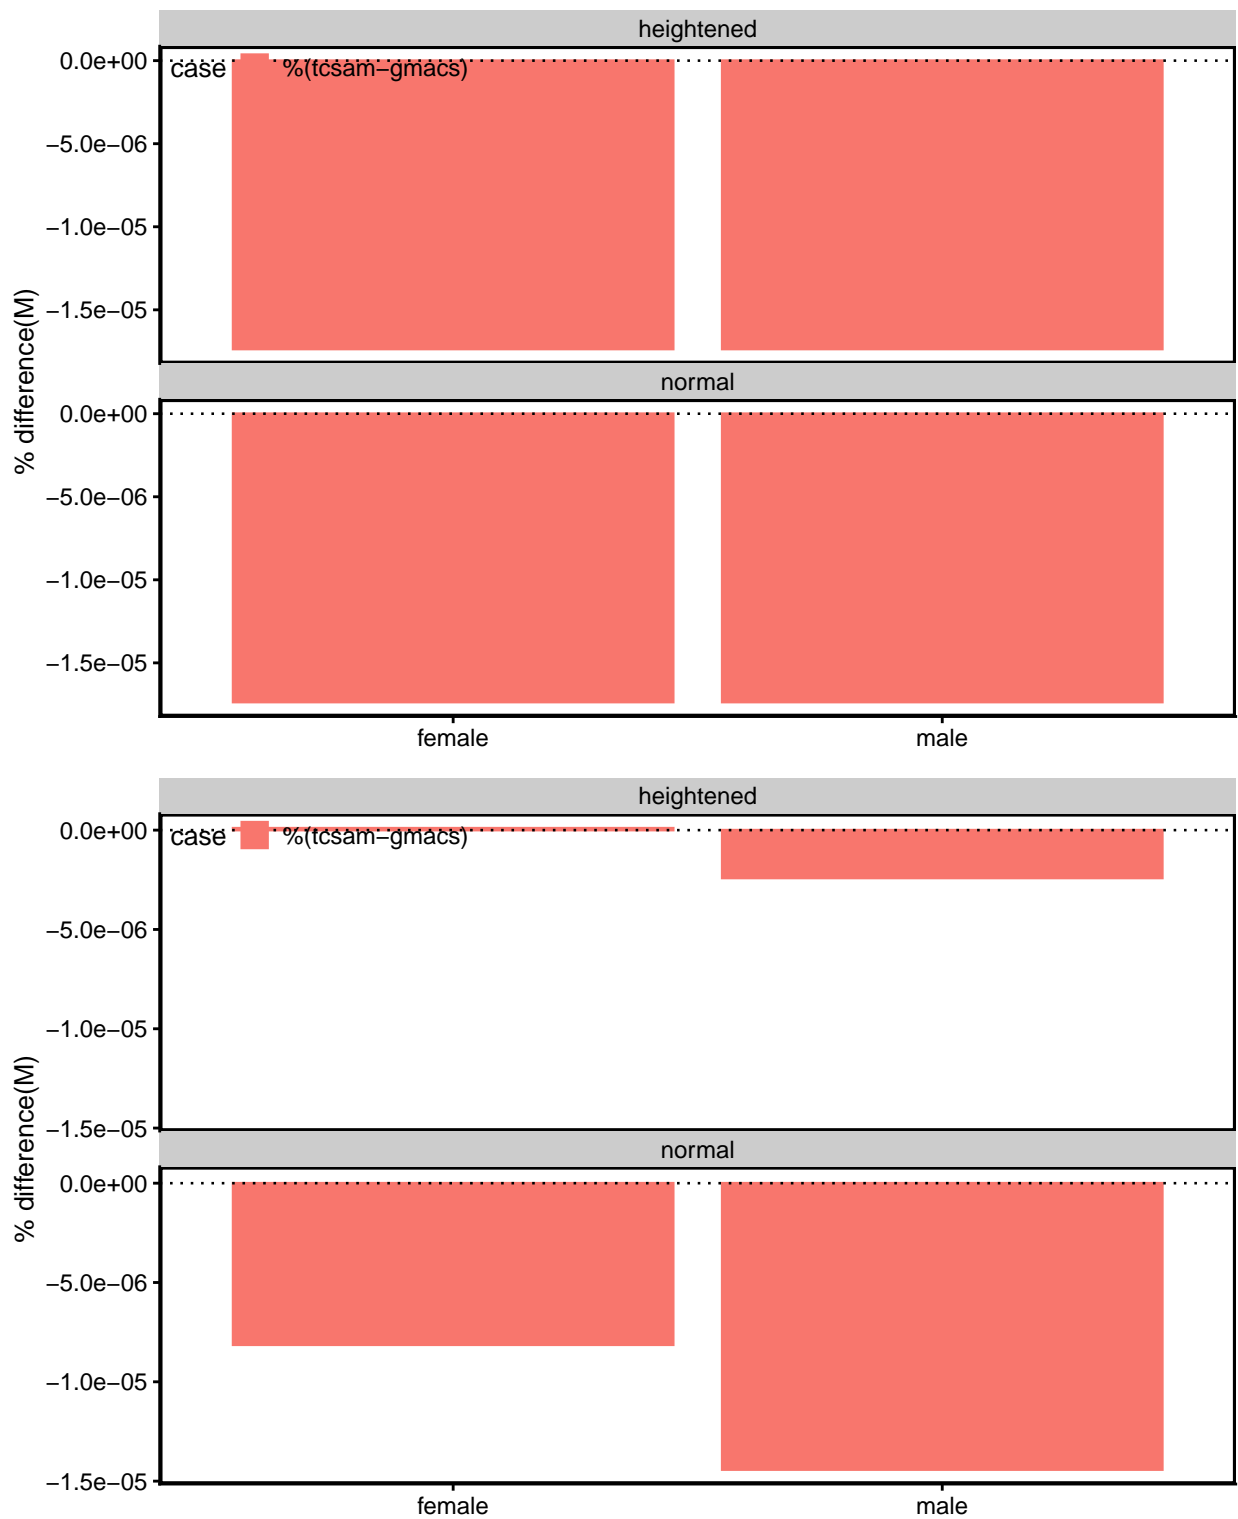 heightened
case %(tcsam−gmacs)
0.0e+00
−5.0e−06
−1.0e−05
−1.5e−05
normal
0.0e+00
−5.0e−06
−1.0e−05
−1.5e−05
% difference(M)
female male
heightened
case %(tcsam−gmacs)
0.0e+00
−5.0e−06
−1.0e−05
−1.5e−05
normal
0.0e+00
−5.0e−06
−1.0e−05
−1.5e−05
% difference(M)
female male